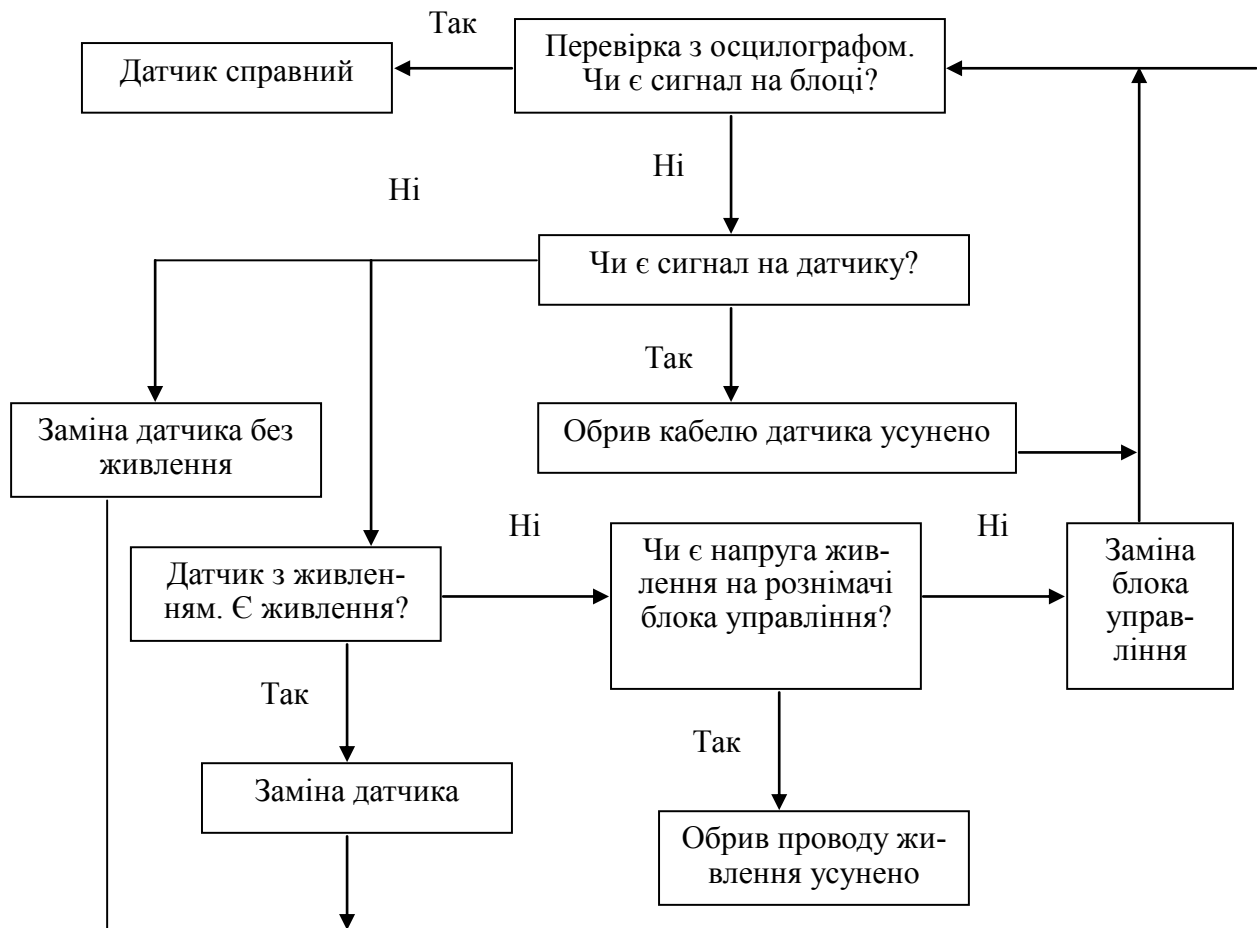 Так
Датчик справний
Перевірка з осцилографом.
Чи є сигнал на блоці?
Ні
Ні
Чи є сигнал на датчику?
Так
Заміна датчика без
живлення
Обрив кабелю датчика усунено
Ні
Ні
Датчик з живлен-
ням. Є живлення?
Чи є напруга жив-
лення на рознімачі
блока управління?
Заміна
блока
управ-
ління
Так
Так
Заміна датчика
Обрив проводу жи-
влення усунено